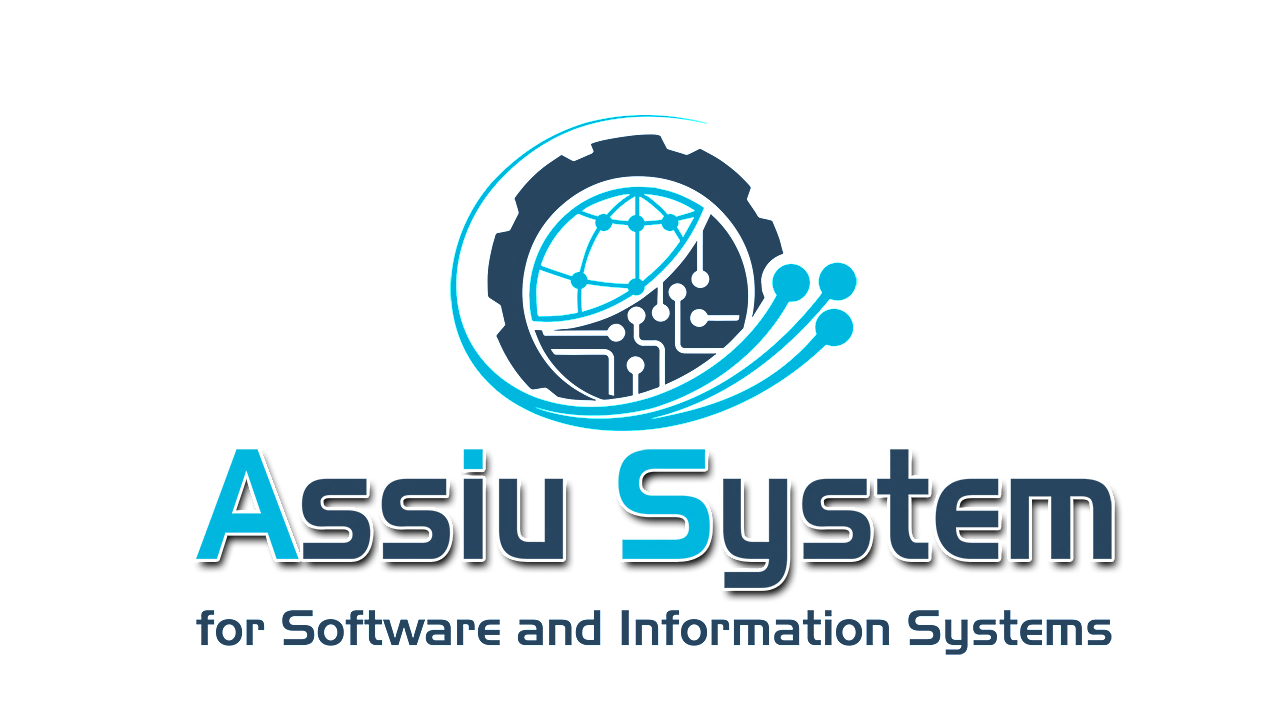 Assiu System
for Software and Information Systems